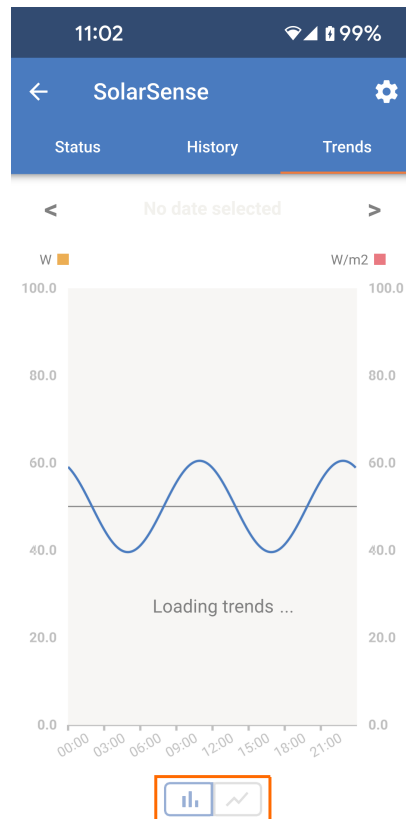 11:02 99%
SolarSense
Status History Trends
< No date selected >
W W/m2
100.0 100.0
80.0 80.0
60.0 60.0
40.0 40.0
Loading trends ...
20.0 20.0
0.0 0.0
00:00 03:00 06:00 09:00 12:00 15:00 18:00 21:00